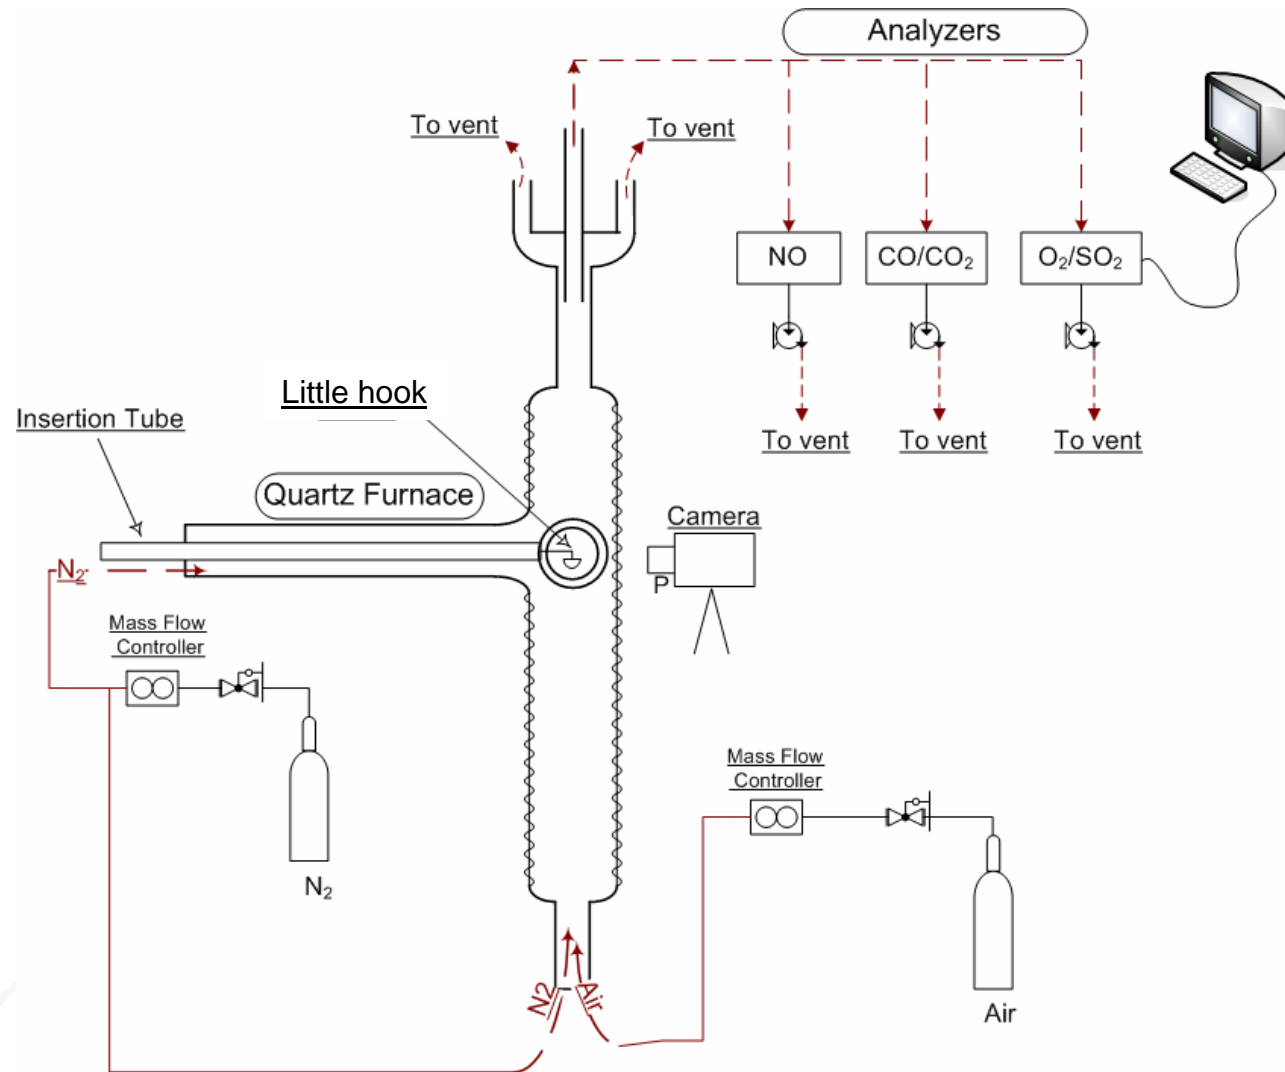 Analyzers
To vent
To vent
NO
CO/CO₂
O₂/SO₂
Little hook
Insertion Tube
To vent
To vent
To vent
Quartz Furnace
Camera
P
N₂
Mass Flow
Controller
Mass Flow
Controller
N₂
N2
Air
Air